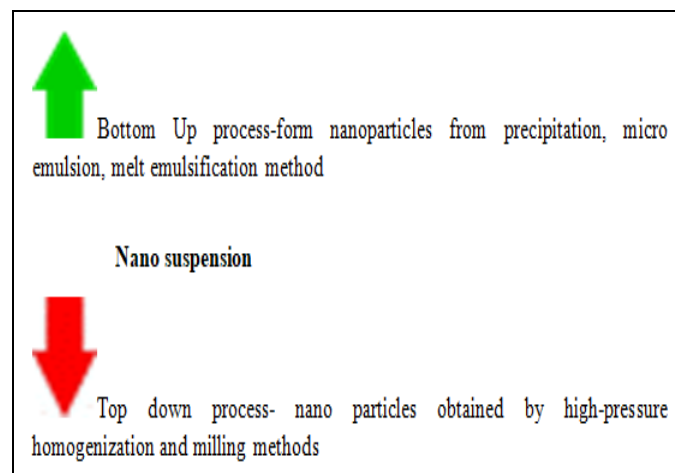 Bottom Up process-form nanoparticles from precipitation, micro
emulsion, melt emulsification method
Nano suspension
Top down process- nano particles obtained by high-pressure
homogenization and milling methods